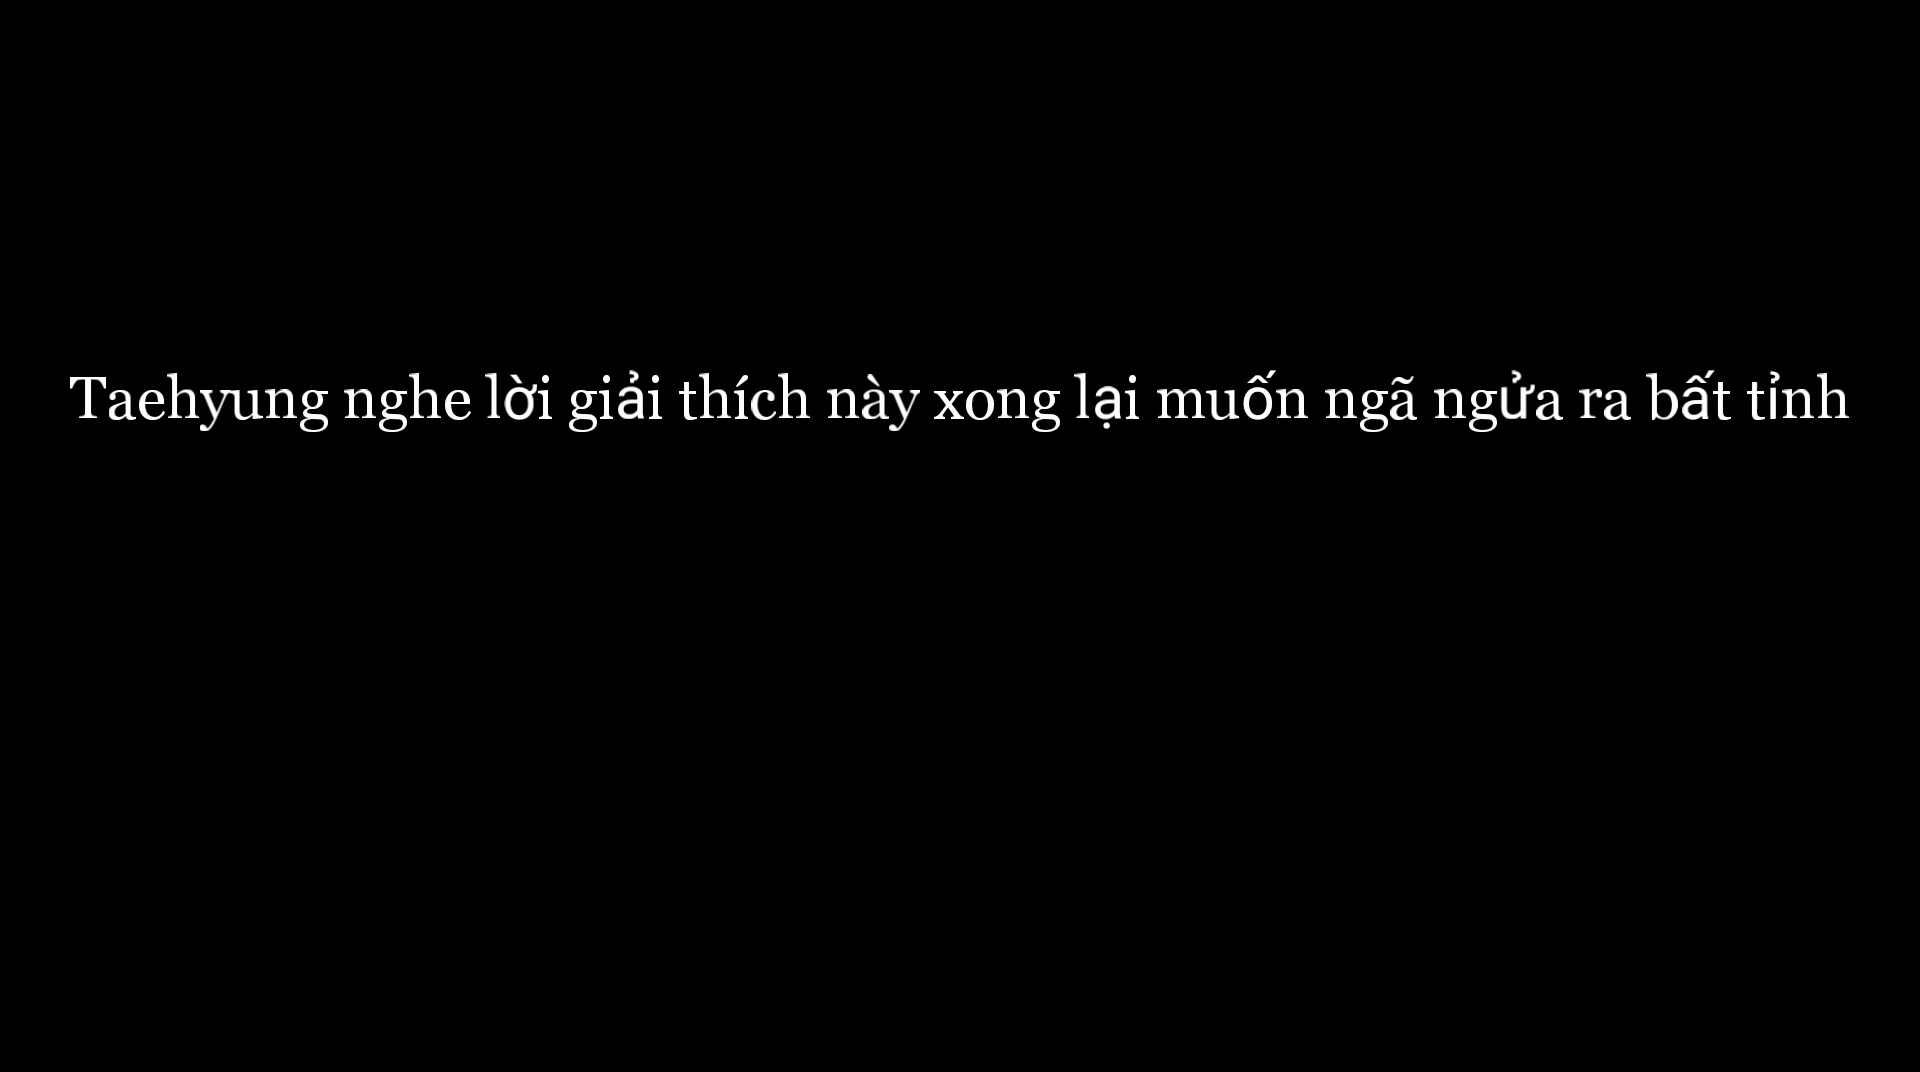 Taehyung nghe lời giải thích này xong lại muốn ngã ngửa ra bất tỉnh